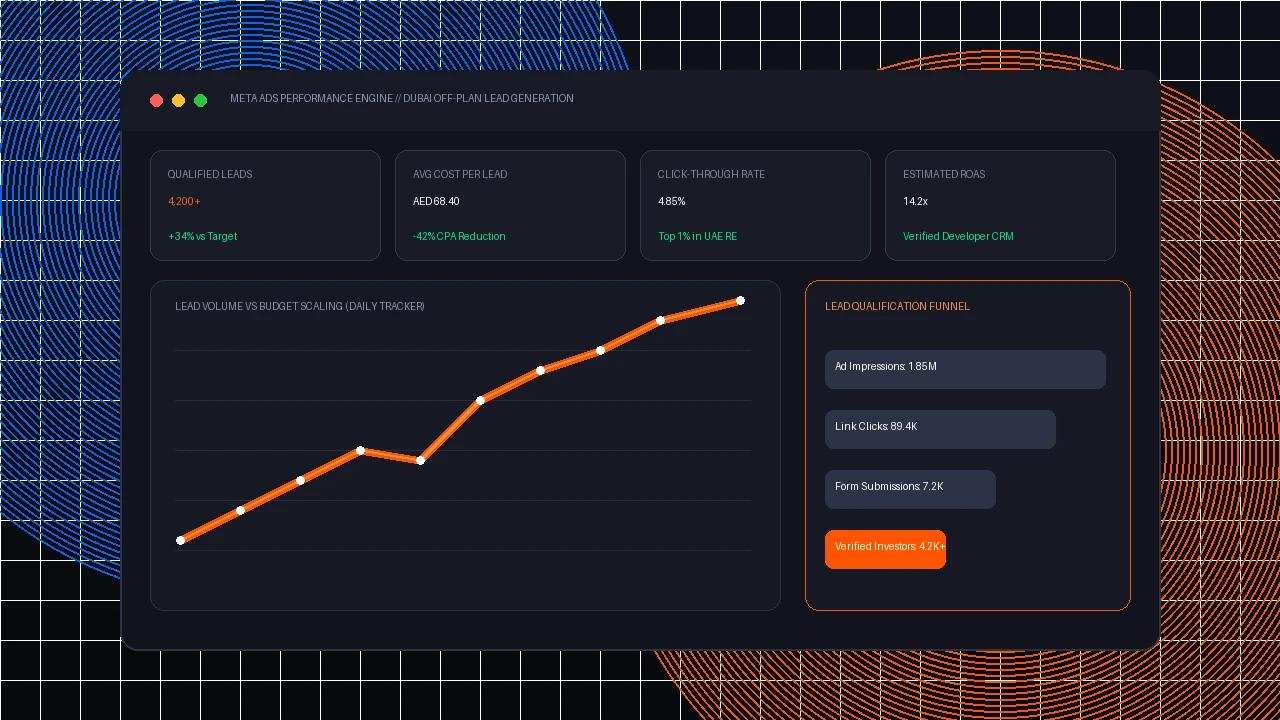 META ADS PERFORMANCE ENGINE // DUBAI OFF-PLAN LEAD GENERATION
QUALIFIED LEADS
4,200+
+34% vs Target
AVG COST PER LEAD
AED 68.40
-42% CPA Reduction
CLICK-THROUGH RATE
4.85%
Top 1% in UAE RE
ESTIMATED ROAS
14.2x
Verified Developer CRM
LEAD VOLUME VS BUDGET SCALING (DAILY TRACKER)
LEAD QUALIFICATION FUNNEL
Ad Impressions: 1.85M
Link Clicks: 89.4K
Form Submissions: 7.2K
Verified Investors: 4.2K+